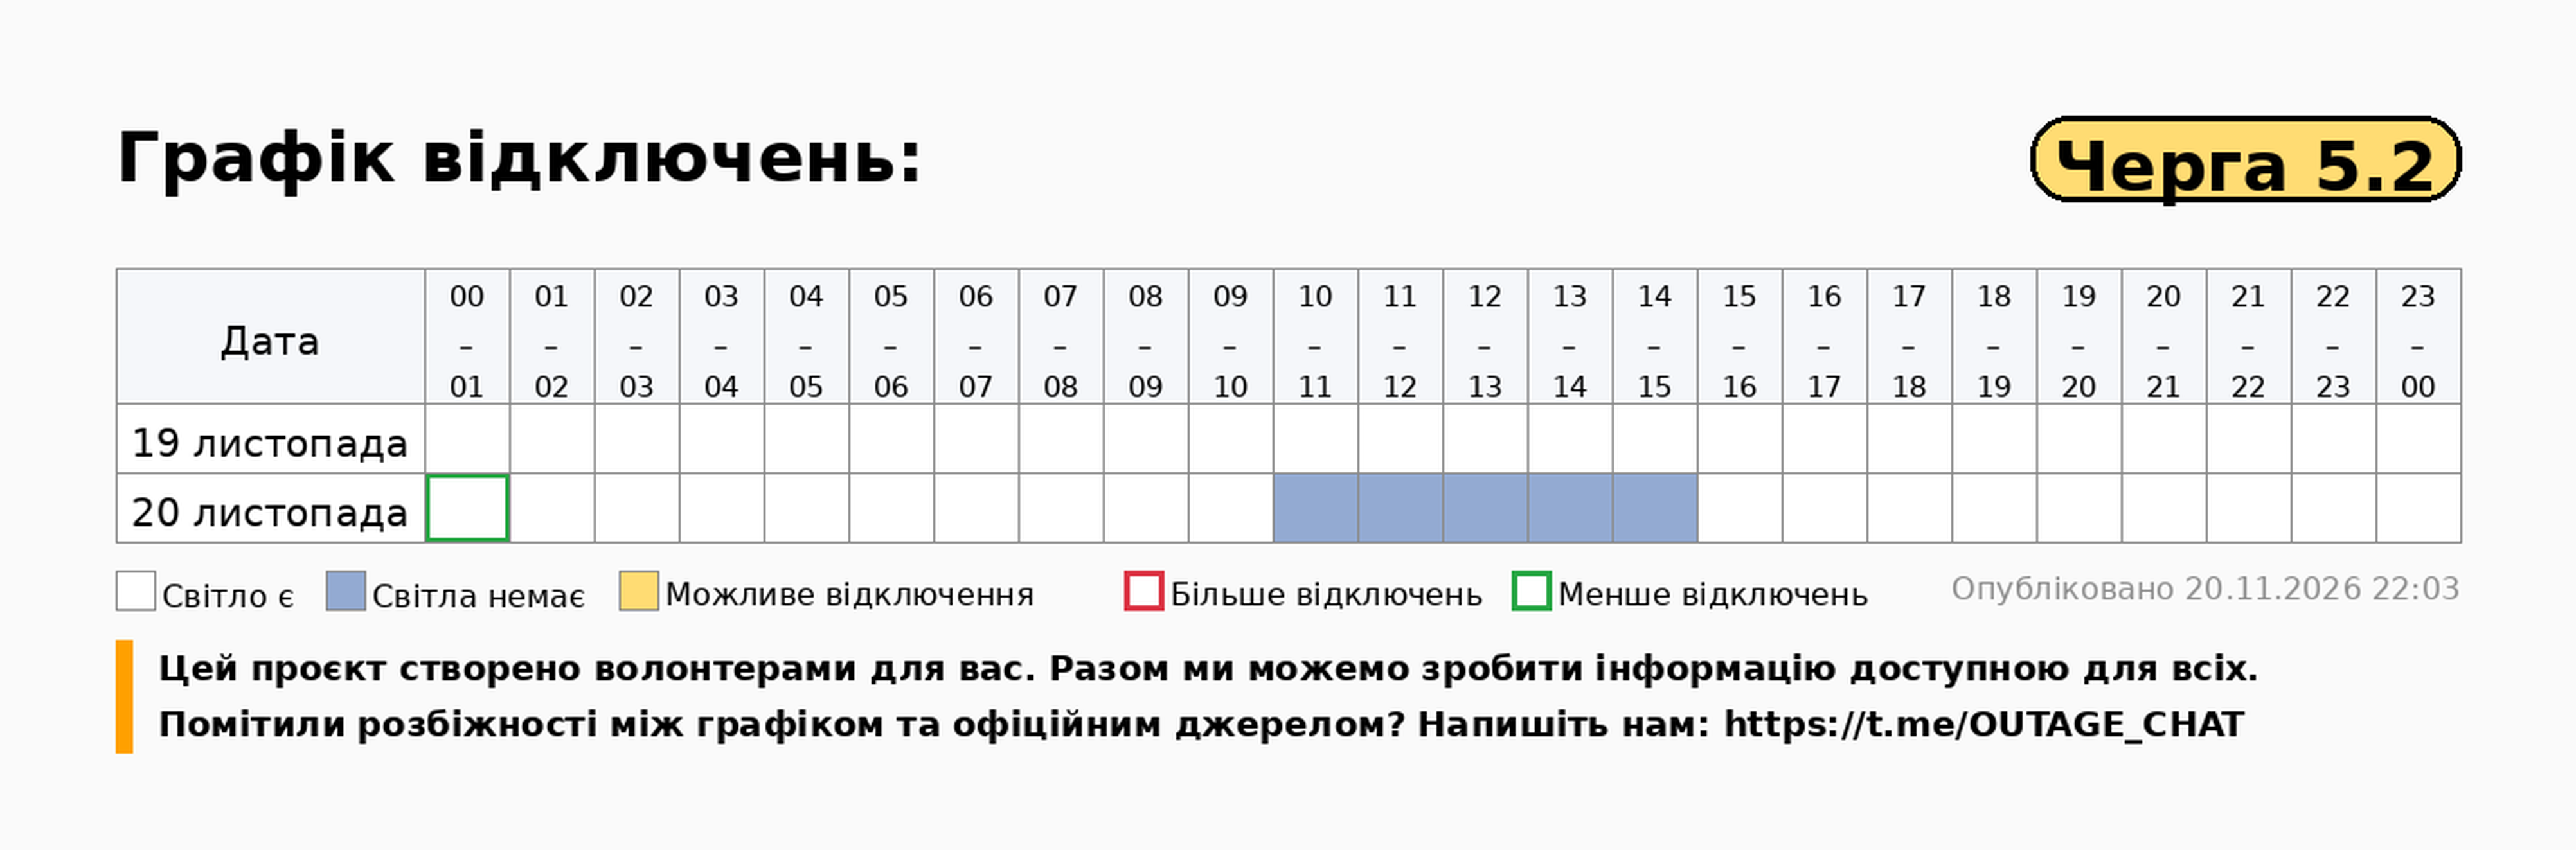 Графік відключень:
Черга 5.2
Дата 00–01 01–02 02–03 03–04 04–05 05–06 06–07 07–08 08–09 09–10 10–11 11–12 12–13 13–14 14–15 15–16 16–17 17–18 18–19 19–20 20–21 21–22 22–23 23–00
19 листопада
20 листопада
Світло є Світла немає Можливе відключення Більше відключень Менше відключень Опубліковано 20.11.2026 22:03
Цей проєкт створено волонтерами для вас. Разом ми можемо зробити інформацію доступною для всіх.
Помітили розбіжності між графіком та офіційним джерелом? Напишіть нам: https://t.me/OUTAGE_CHAT